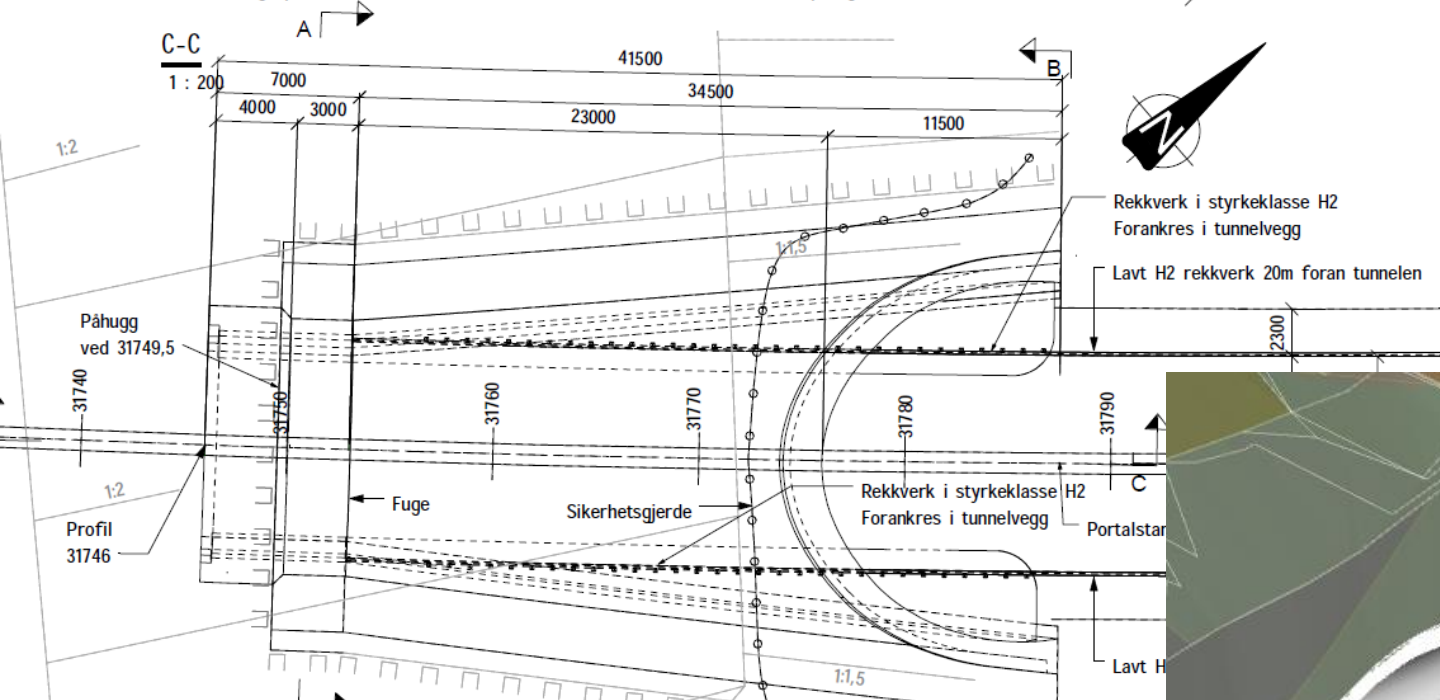 A
C-C
1 : 200
41500
B
7000
34500
4000
3000
23000
11500
N
1:2
Rekkverk i styrkeklasse H2
Forankres i tunnelvegg
1:1,5
Lavt H2 rekkverk 20m foran tunnelen
Påhugg
ved 31749,5
2300
31740
31750
31760
31770
31780
31790
1:2
Fuge
Sikerhetsgjerde
Rekkverk i styrkeklasse H2
Forankres i tunnelvegg
C
Profil
31746
Portalstar
Lavt H
1:1,5